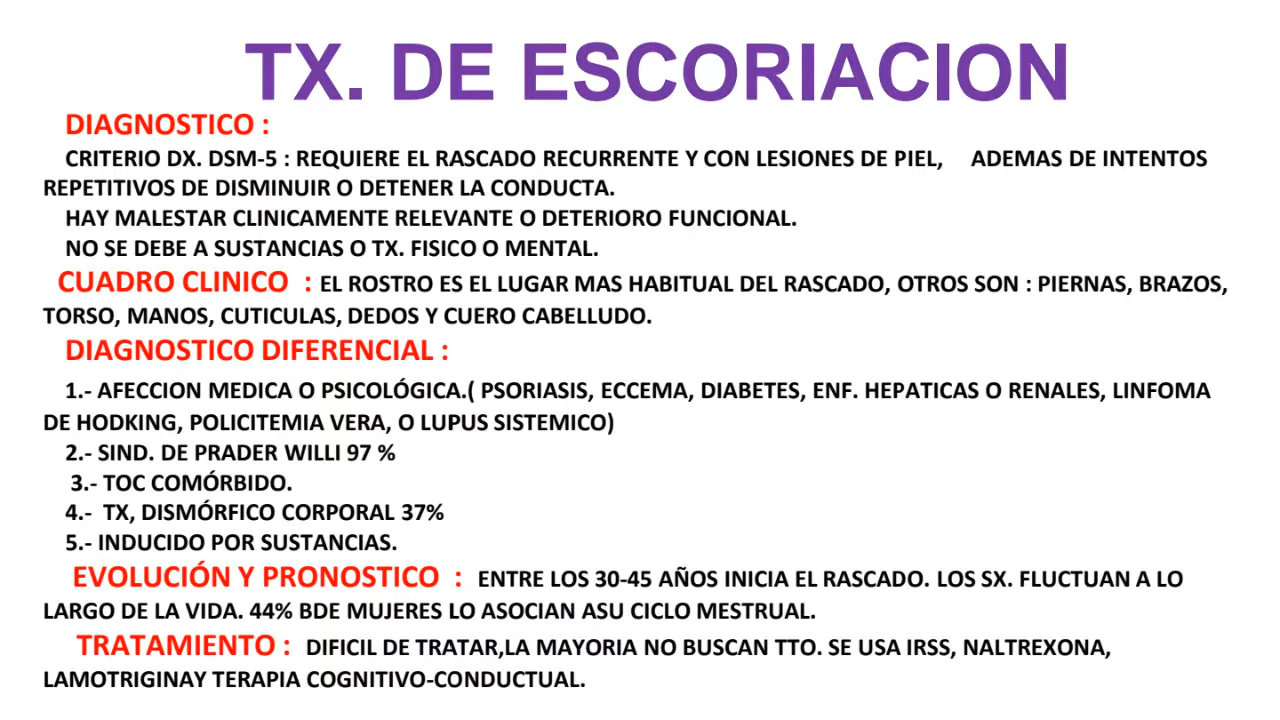 TX. DE ESCORIACION
DIAGNOSTICO :
CRITERIO DX. DSM-5 : REQUIERE EL RASCADO RECURRENTE Y CON LESIONES DE PIEL, ADEMAS DE INTENTOS
REPETITIVOS DE DISMINUIR O DETENER LA CONDUCTA.
HAY MALESTAR CLINICAMENTE RELEVANTE O DETERIORO FUNCIONAL.
NO SE DEBE A SUSTANCIAS O TX. FISICO O MENTAL.
CUADRO CLINICO : EL ROSTRO ES EL LUGAR MAS HABITUAL DEL RASCADO, OTROS SON : PIERNAS, BRAZOS,
TORSO, MANOS, CUTICULAS, DEDOS Y CUERO CABELLUDO.
DIAGNOSTICO DIFERENCIAL :
1.- AFECCION MEDICA O PSICOLÓGICA.( PSORIASIS, ECCEMA, DIABETES, ENF. HEPATICAS O RENALES, LINFOMA
DE HODKING, POLICITEMIA VERA, O LUPUS SISTEMICO)
2.- SIND. DE PRADER WILLI 97 %
3.- TOC COMÓRBIDO.
4.- TX, DISMÓRFICO CORPORAL 37%
5.- INDUCIDO POR SUSTANCIAS.
EVOLUCIÓN Y PRONOSTICO : ENTRE LOS 30-45 AÑOS INICIA EL RASCADO. LOS SX. FLUCTUAN A LO
LARGO DE LA VIDA. 44% BDE MUJERES LO ASOCIAN ASU CICLO MESTRUAL.
TRATAMIENTO : DIFICIL DE TRATAR,LA MAYORIA NO BUSCAN TTO. SE USA IRSS, NALTREXONA,
LAMOTRIGINAY TERAPIA COGNITIVO-CONDUCTUAL.